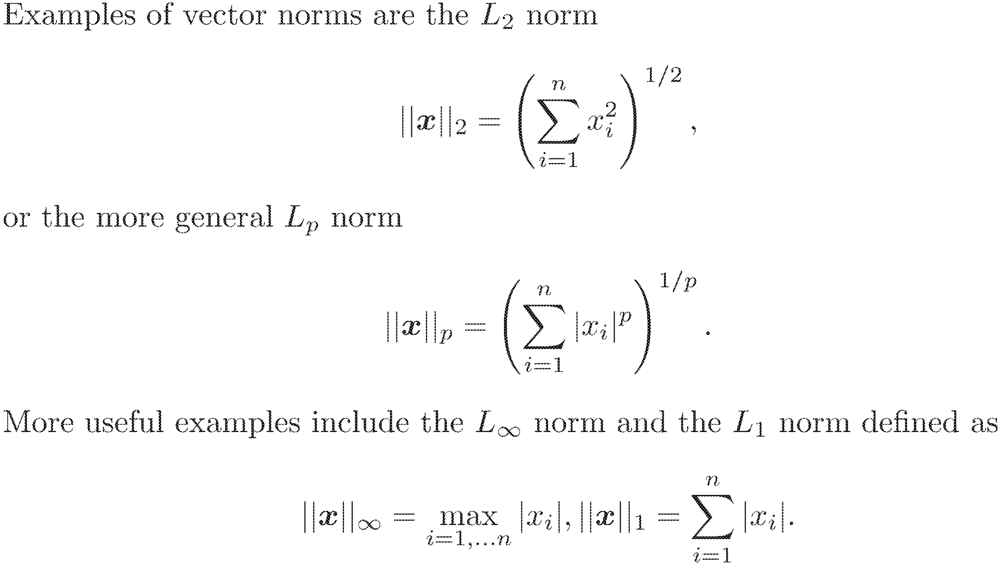 Examples of vector norms are the $L_2$ norm
$$||\boldsymbol{x}||_2 = \left( \sum_{i=1}^{n} x_i^2 \right)^{1/2},$$
or the more general $L_p$ norm
$$||\boldsymbol{x}||_p = \left( \sum_{i=1}^{n} |x_i|^p \right)^{1/p}.$$
More useful examples include the $L_\infty$ norm and the $L_1$ norm defined as
$$||\boldsymbol{x}||_\infty = \max_{i=1,\ldots n} |x_i|, ||\boldsymbol{x}||_1 = \sum_{i=1}^{n} |x_i|.$$